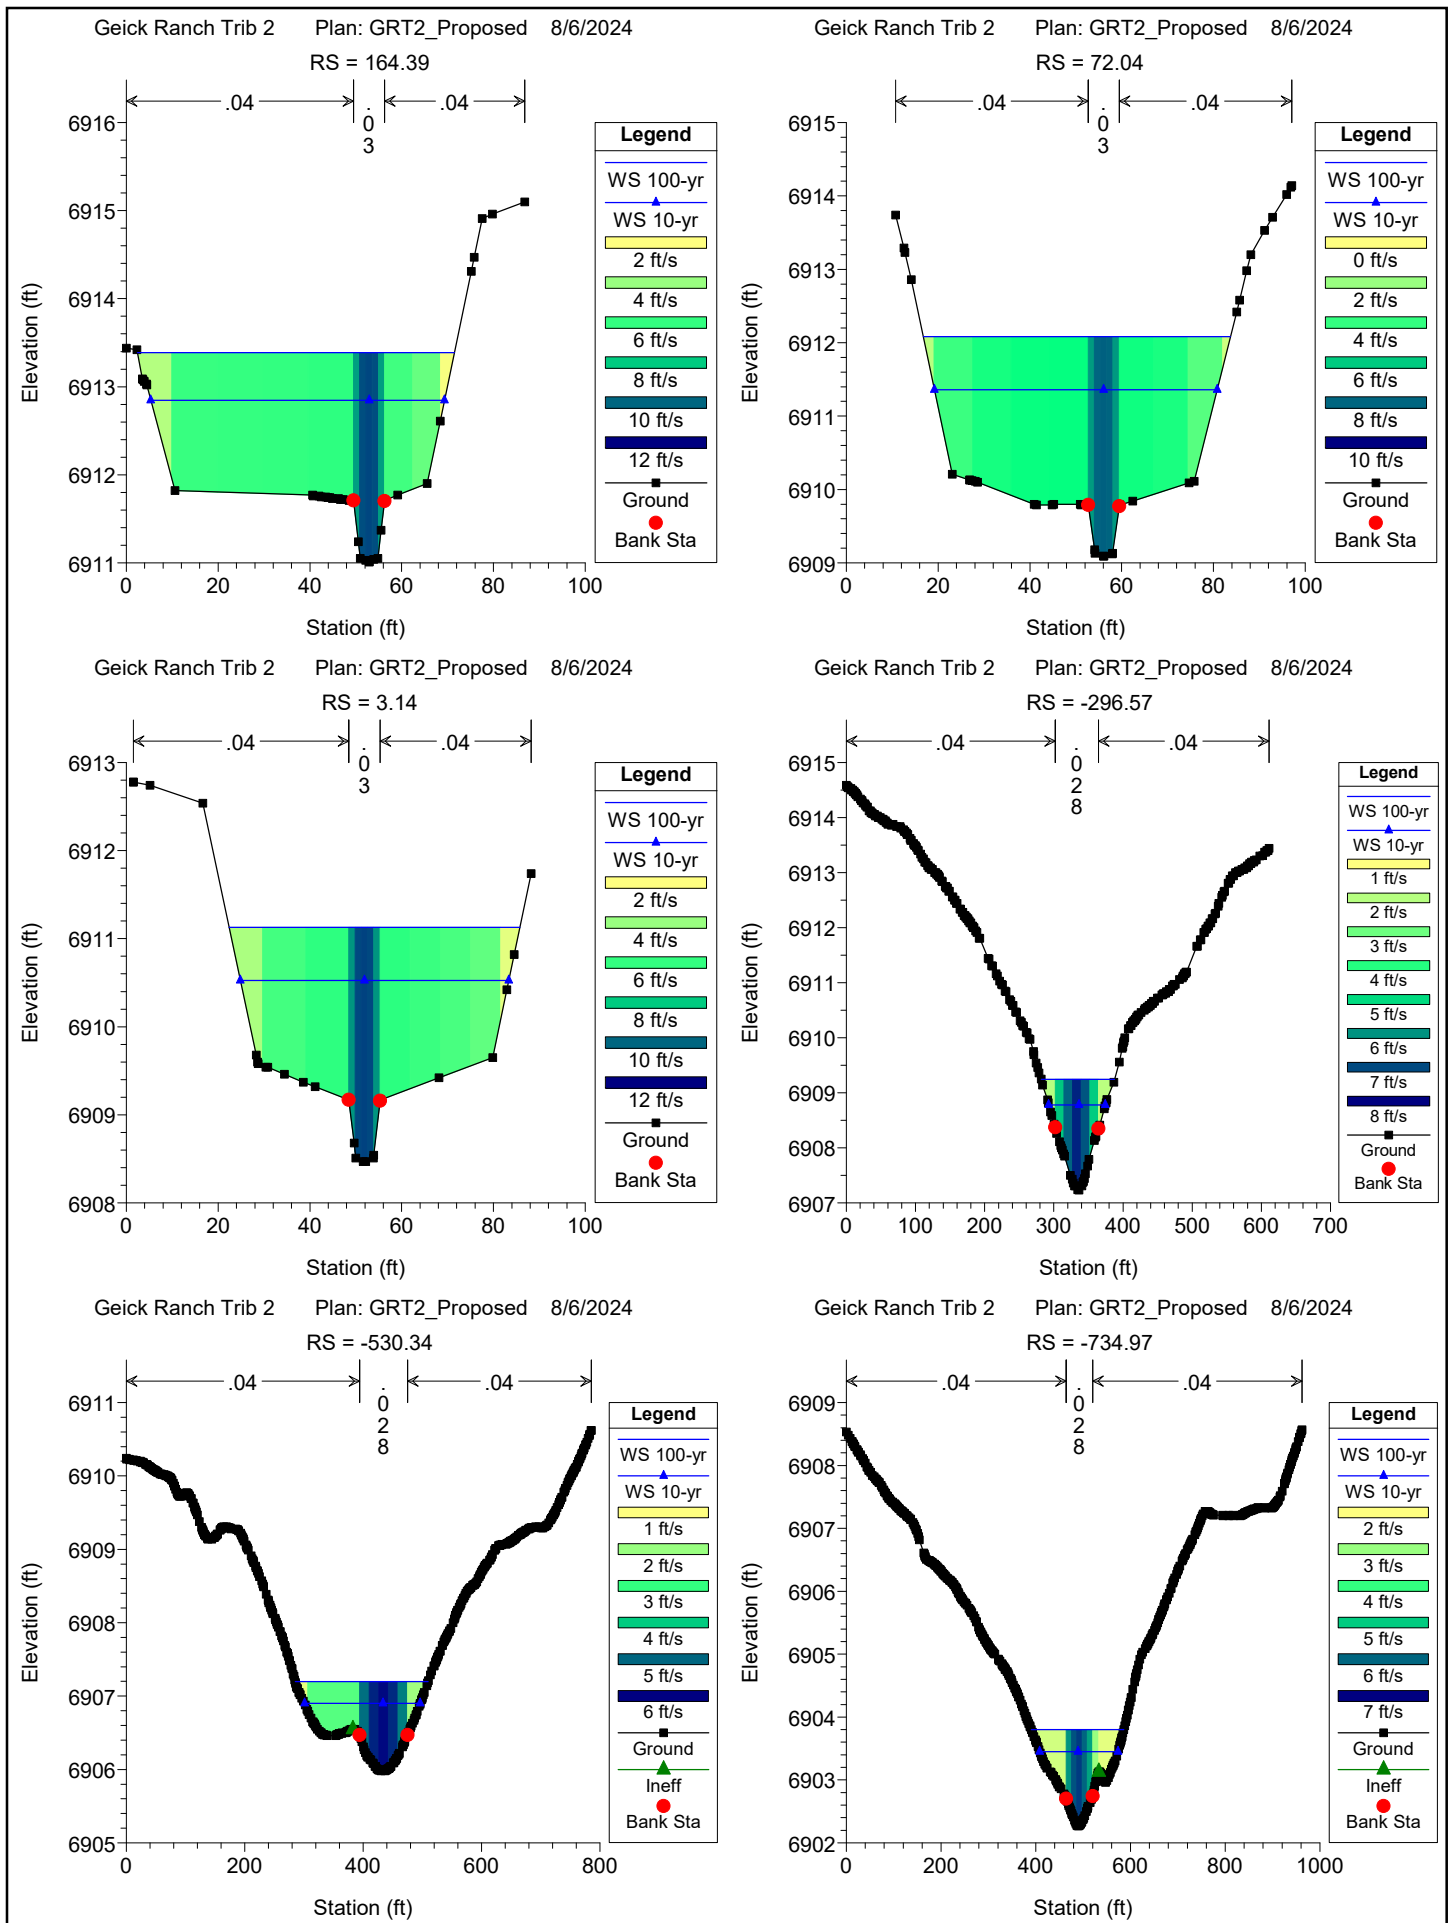 Geick Ranch Trib 2 Plan: GRT2_Proposed 8/6/2024
RS = 164.39
.04
.03
.04
6916
6915
6914
6913
6912
6911
Elevation (ft)
0 20 40 60 80 100
Station (ft)
Legend
WS 100-yr
WS 10-yr
2 ft/s
4 ft/s
6 ft/s
8 ft/s
10 ft/s
12 ft/s
Ground
Bank Sta
Geick Ranch Trib 2 Plan: GRT2_Proposed 8/6/2024
RS = 72.04
.04
.03
.04
6915
6914
6913
6912
6911
6910
6909
Elevation (ft)
0 20 40 60 80 100
Station (ft)
Legend
WS 100-yr
WS 10-yr
0 ft/s
2 ft/s
4 ft/s
6 ft/s
8 ft/s
10 ft/s
Ground
Bank Sta
Geick Ranch Trib 2 Plan: GRT2_Proposed 8/6/2024
RS = 3.14
.04
.03
.04
6913
6912
6911
6910
6909
6908
Elevation (ft)
0 20 40 60 80 100
Station (ft)
Legend
WS 100-yr
WS 10-yr
2 ft/s
4 ft/s
6 ft/s
8 ft/s
10 ft/s
12 ft/s
Ground
Bank Sta
Geick Ranch Trib 2 Plan: GRT2_Proposed 8/6/2024
RS = -296.57
.04
.028
.04
6915
6914
6913
6912
6911
6910
6909
6908
6907
Elevation (ft)
0 100 200 300 400 500 600 700
Station (ft)
Legend
WS 100-yr
WS 10-yr
1 ft/s
2 ft/s
3 ft/s
4 ft/s
5 ft/s
6 ft/s
7 ft/s
8 ft/s
Ground
Bank Sta
Geick Ranch Trib 2 Plan: GRT2_Proposed 8/6/2024
RS = -530.34
.04
.028
.04
6911
6910
6909
6908
6907
6906
6905
Elevation (ft)
0 200 400 600 800
Station (ft)
Legend
WS 100-yr
WS 10-yr
1 ft/s
2 ft/s
3 ft/s
4 ft/s
5 ft/s
6 ft/s
Ground
Ineff
Bank Sta
Geick Ranch Trib 2 Plan: GRT2_Proposed 8/6/2024
RS = -734.97
.04
.028
.04
6909
6908
6907
6906
6905
6904
6903
6902
Elevation (ft)
0 200 400 600 800 1000
Station (ft)
Legend
WS 100-yr
WS 10-yr
2 ft/s
3 ft/s
4 ft/s
5 ft/s
6 ft/s
7 ft/s
Ground
Ineff
Bank Sta